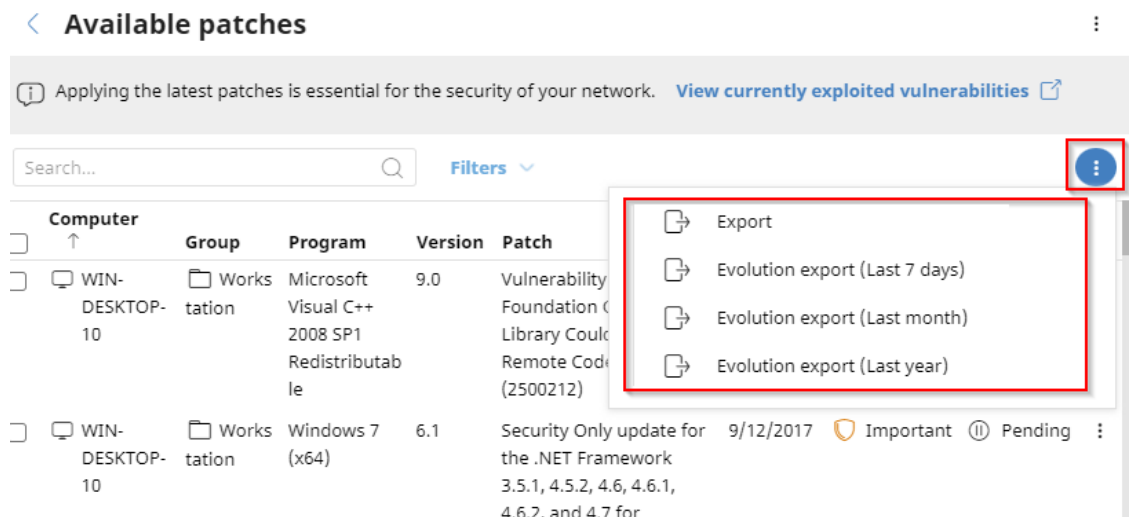 Available patches
Applying the latest patches is essential for the security of your network. View currently exploited vulnerabilities
Search...
Filters
Computer Group Program Version Patch
Export
Evolution export (Last 7 days)
Evolution export (Last month)
Evolution export (Last year)
WIN- Works Microsoft 9.0 Vulnerability
DESKTOP- tation Visual C++ Foundation
10 2008 SP1 Library
Redistributab Remote
le (2500212)
WIN- Works Windows 7 6.1 Security Only update for 9/12/2017 Important Pending
DESKTOP- tation (x64) the .NET Framework
10 3.5.1, 4.5.2, 4.6, 4.6.1,
4.6.2, and 4.7 for